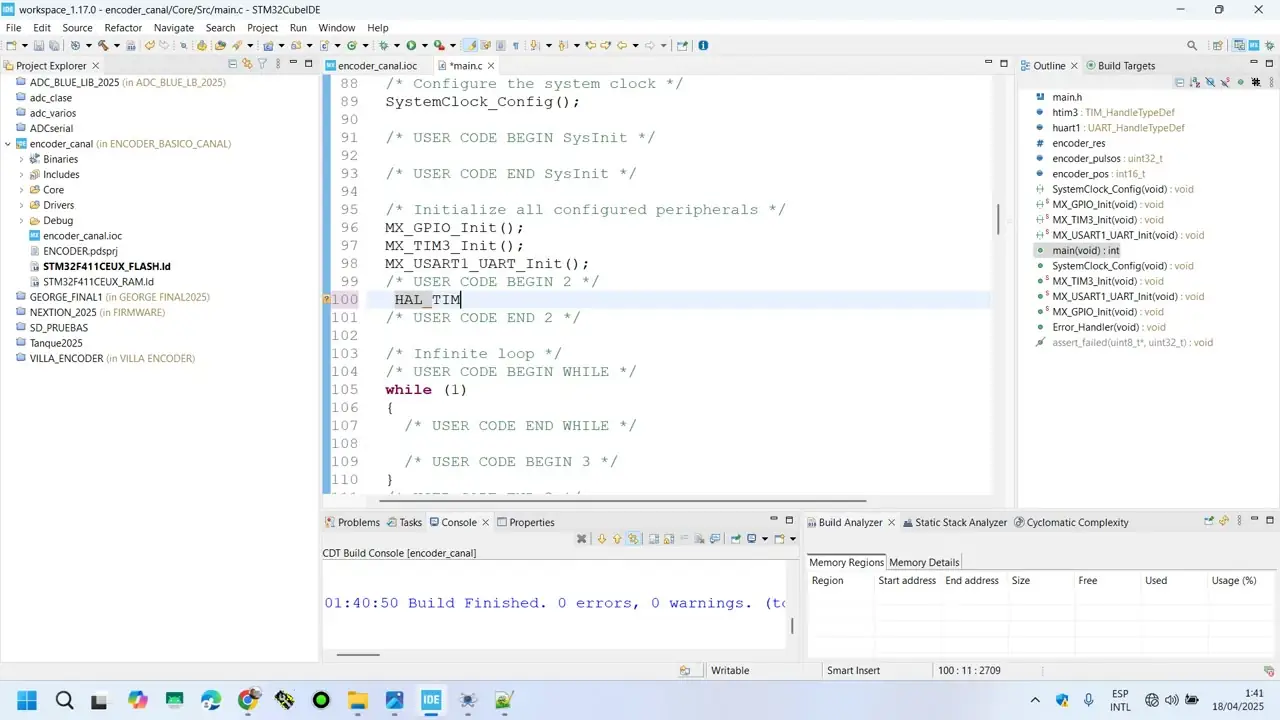 workspace_1.17.0 - encoder_canal/Core/Src/main.c - STM32CubeIDE
File Edit Source Refactor Navigate Search Project Run Window Help
Project Explorer
ADC_BLUE_LIB_2025 (in ADC_BLUE_LB_2025)
adc_clase
adc_varios
ADCserial
encoder_canal (in ENCODER_BASICO_CANAL)
Binaries
Includes
Core
Drivers
Debug
encoder_canal.ioc
ENCODER.pdsprj
STM32F411CEUX_FLASH.ld
STM32F411CEUX_RAM.ld
GEORGE_FINAL1 (in GEORGE FINAL2025)
NEXTION_2025 (in FIRMWARE)
SD_PRUEBAS
Tanque2025
VILLA_ENCODER (in VILLA ENCODER)
encoder_canal.ioc *main.c
88 /* Configure the system clock */
89 SystemClock_Config();
90
91 /* USER CODE BEGIN SysInit */
92
93 /* USER CODE END SysInit */
94
95 /* Initialize all configured peripherals */
96 MX_GPIO_Init();
97 MX_TIM3_Init();
98 MX_USART1_UART_Init();
99 /* USER CODE BEGIN 2 */
100 HAL_TIM
101 /* USER CODE END 2 */
102
103 /* Infinite loop */
104 /* USER CODE BEGIN WHILE */
105 while (1)
106 {
107 /* USER CODE END WHILE */
108
109 /* USER CODE BEGIN 3 */
110 }
Outline Build Targets
main.h
htim3 : TIM_HandleTypeDef
huart1 : UART_HandleTypeDef
encoder_res
encoder_pulsos : uint32_t
encoder_pos : int16_t
SystemClock_Config(void) : void
MX_GPIO_Init(void) : void
MX_TIM3_Init(void) : void
MX_USART1_UART_Init(void) : void
main(void) : int
SystemClock_Config(void) : void
MX_TIM3_Init(void) : void
MX_USART1_UART_Init(void) : void
MX_GPIO_Init(void) : void
Error_Handler(void) : void
assert_failed(uint8_t*, uint32_t) : void
Problems Tasks Console Properties
CDT Build Console [encoder_canal]
01:40:50 Build Finished. 0 errors, 0 warnings. (to
Build Analyzer Static Stack Analyzer Cyclomatic Complexity
Memory Regions Memory Details
Region Start address End address Size Free Used Usage (%)
Writable Smart Insert 100 : 11 : 2709
IDE
ESP
INTL
1:41
18/04/2025